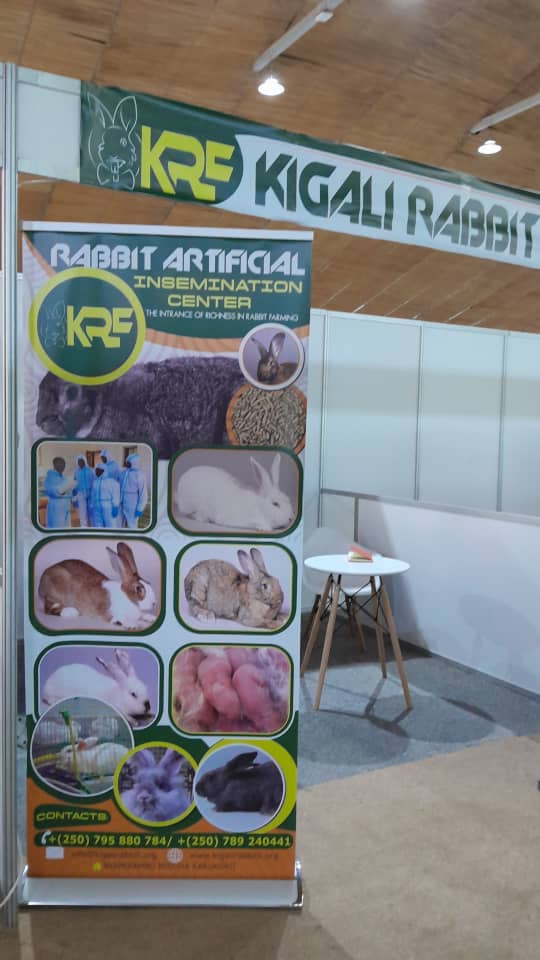 KRF KIGALI RABBIT
RABBIT ARTIFICIAL
INSEMINATION
CENTER
THE INTRANCE OF RICHNESS IN RABBIT FARMING
KRF
CONTACTS
+(250) 795 880 784/ +(250) 789 240441